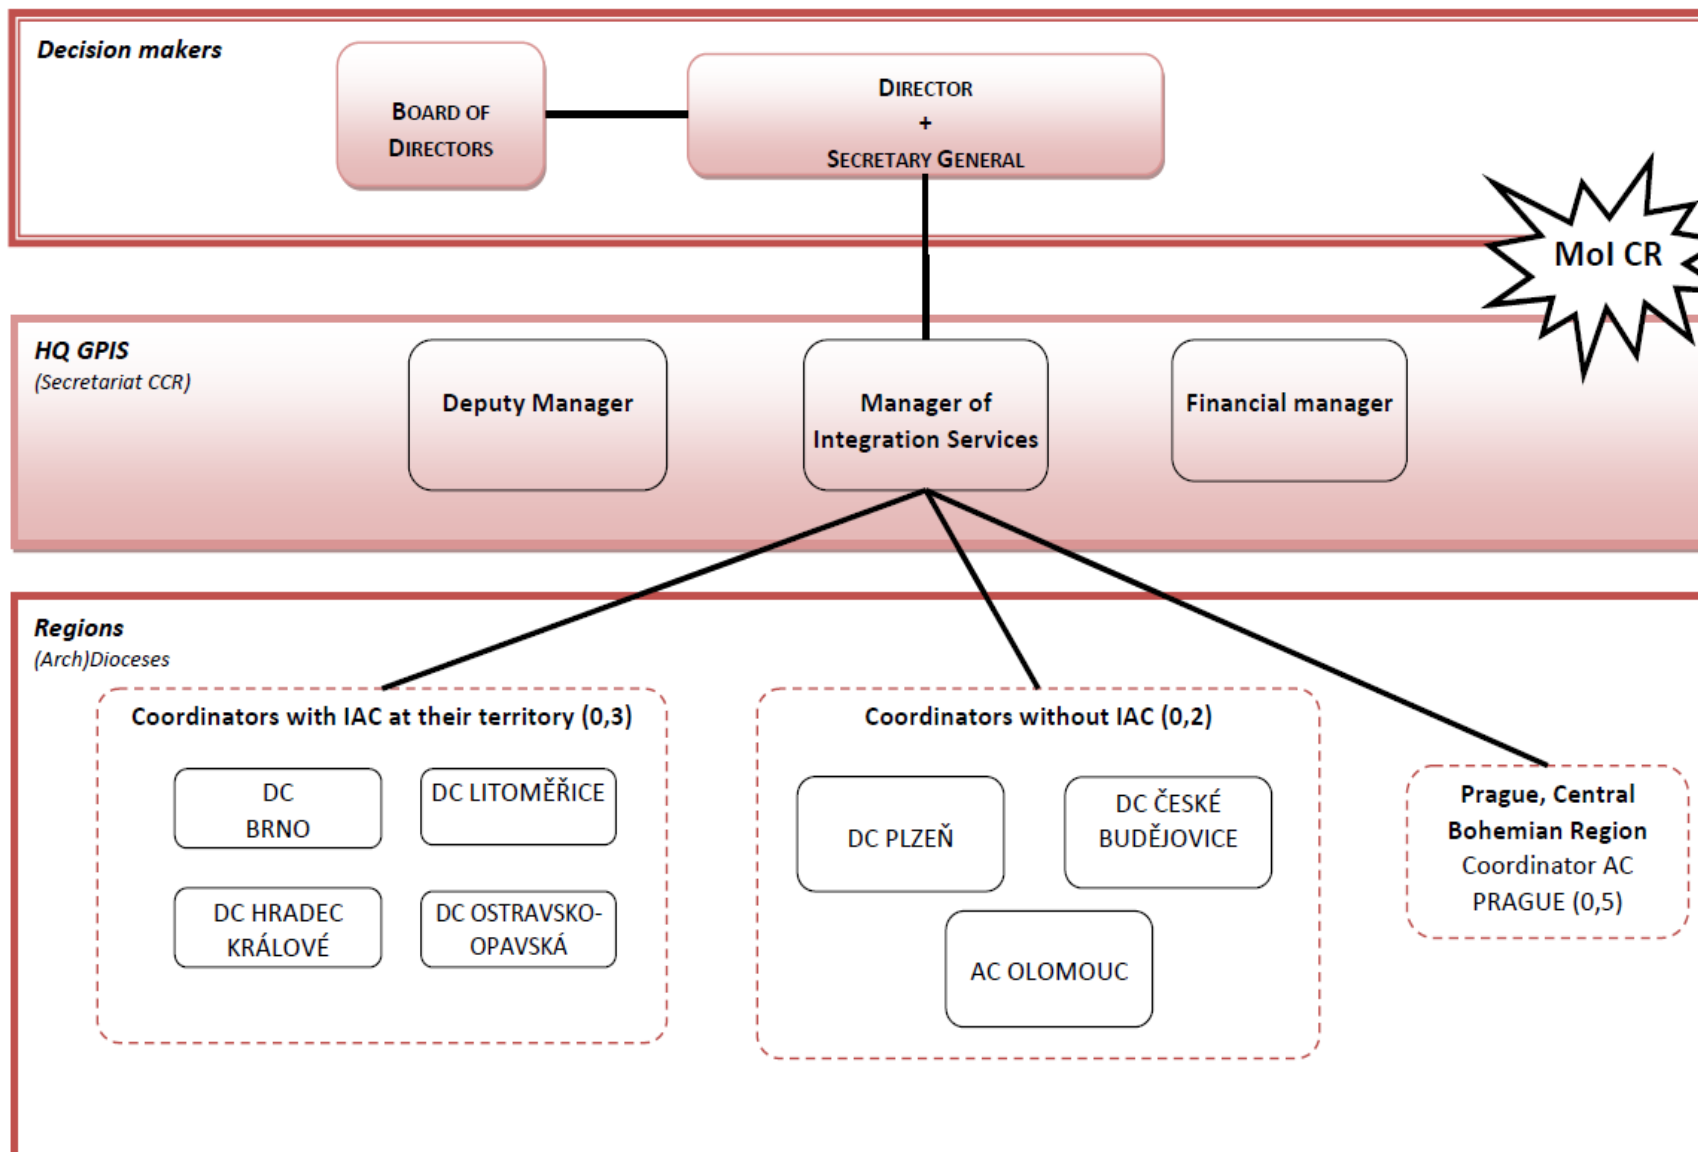 Decision makers
BOARD OF
DIRECTORS
DIRECTOR
+
SECRETARY GENERAL
MoI CR
HQ GPIS
(Secretariat CCR)
Deputy Manager
Manager of
Integration Services
Financial manager
Regions
(Arch)Dioceses
Coordinators with IAC at their territory (0,3)
DC
BRNO
DC LITOMĚŘICE
DC HRADEC
KRÁLOVÉ
DC OSTRAVSKO-
OPAVSKÁ
Coordinators without IAC (0,2)
DC PLZEŇ
DC ČESKÉ
BUDĚJOVICE
AC OLOMOUC
Prague, Central
Bohemian Region
Coordinator AC
PRAGUE (0,5)